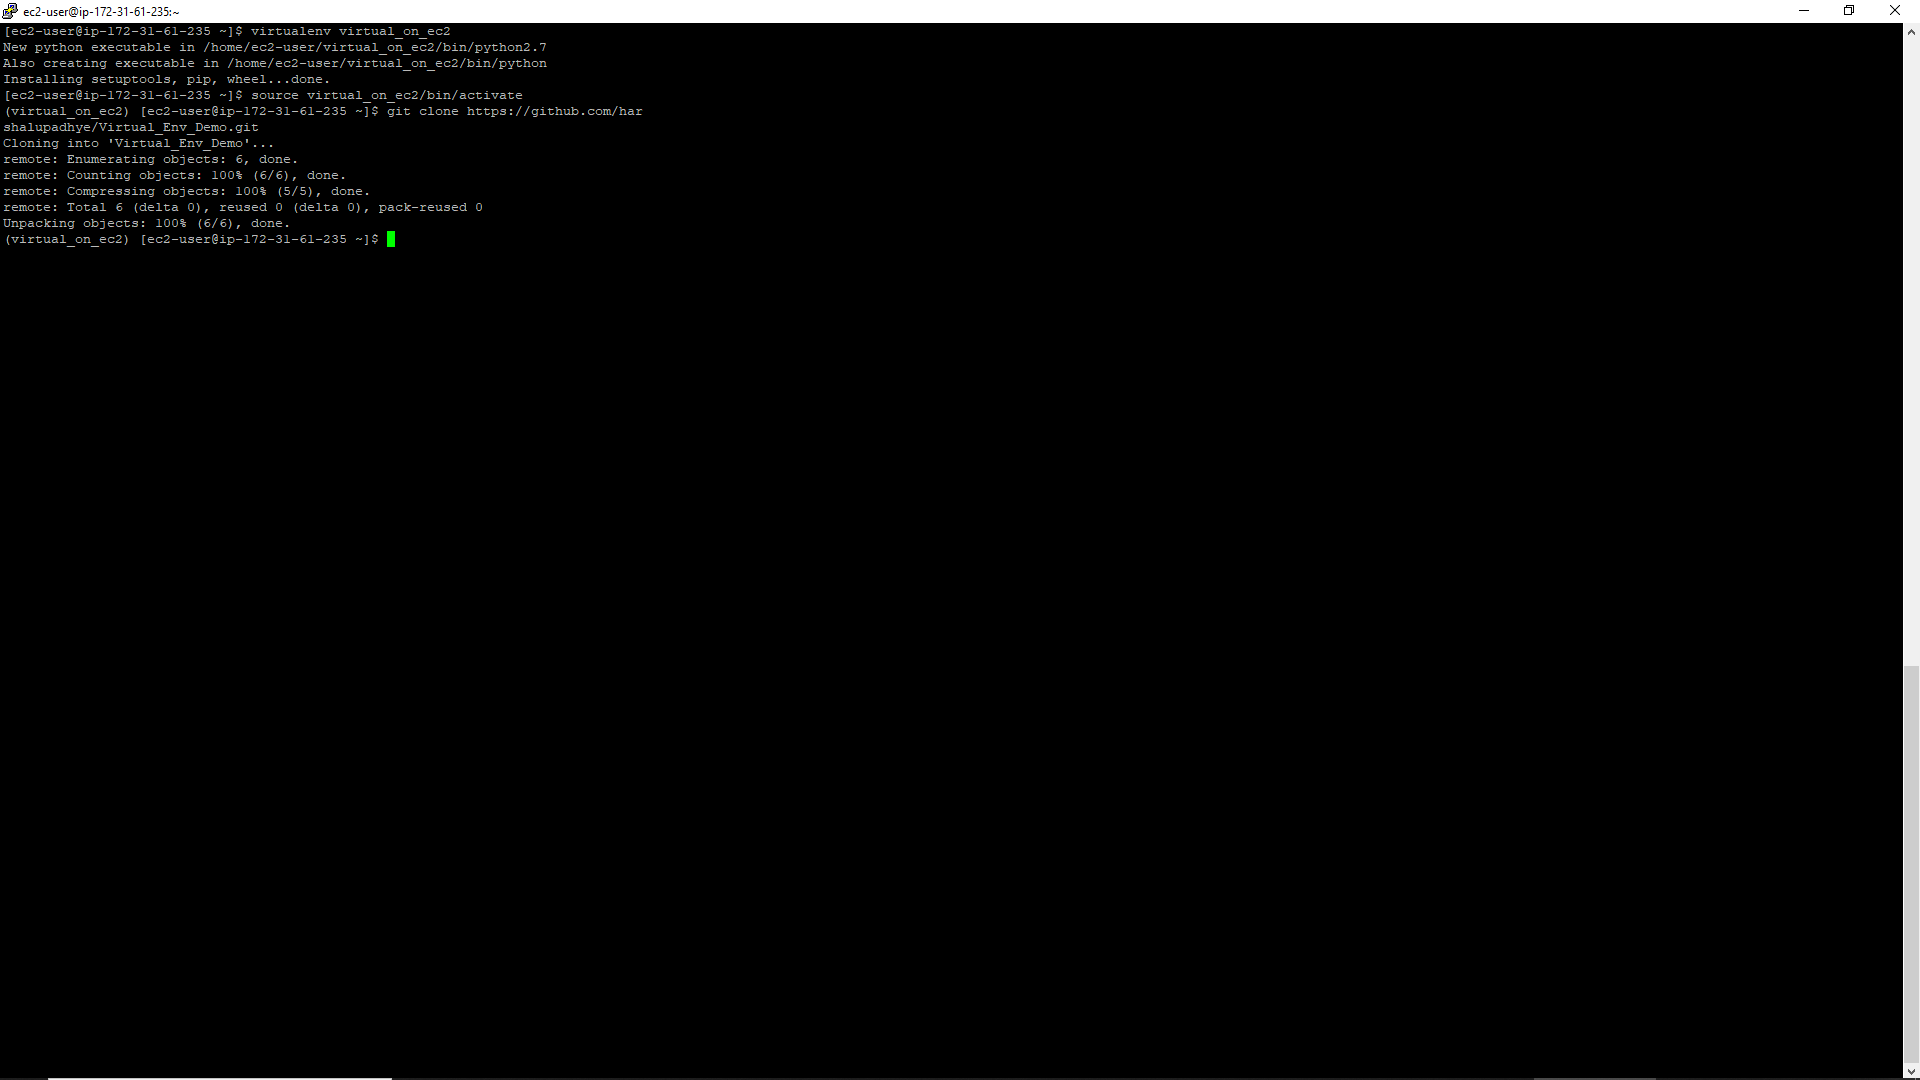 ec2-user@ip-172-31-61-235:~
[ec2-user@ip-172-31-61-235 ~]$ virtualenv virtual_on_ec2
New python executable in /home/ec2-user/virtual_on_ec2/bin/python2.7
Also creating executable in /home/ec2-user/virtual_on_ec2/bin/python
Installing setuptools, pip, wheel...done.
[ec2-user@ip-172-31-61-235 ~]$ source virtual_on_ec2/bin/activate
(virtual_on_ec2) [ec2-user@ip-172-31-61-235 ~]$ git clone https://github.com/har
shalupadhye/Virtual_Env_Demo.git
Cloning into 'Virtual_Env_Demo'...
remote: Enumerating objects: 6, done.
remote: Counting objects: 100% (6/6), done.
remote: Compressing objects: 100% (5/5), done.
remote: Total 6 (delta 0), reused 0 (delta 0), pack-reused 0
Unpacking objects: 100% (6/6), done.
(virtual_on_ec2) [ec2-user@ip-172-31-61-235 ~]$